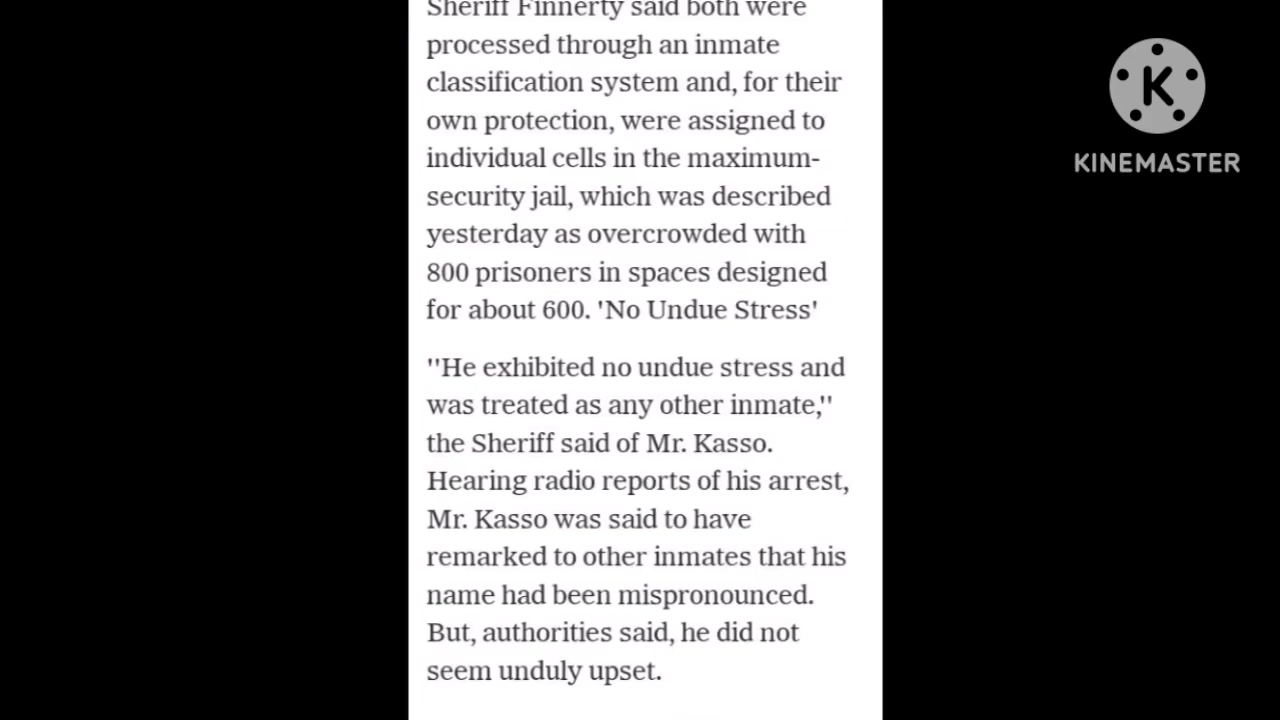 Sheriff Finnerty said both were
processed through an inmate
classification system and, for their
own protection, were assigned to
individual cells in the maximum-
security jail, which was described
yesterday as overcrowded with
800 prisoners in spaces designed
for about 600. 'No Undue Stress'
''He exhibited no undue stress and
was treated as any other inmate,''
the Sheriff said of Mr. Kasso.
Hearing radio reports of his arrest,
Mr. Kasso was said to have
remarked to other inmates that his
name had been mispronounced.
But, authorities said, he did not
seem unduly upset.
K
KINEMASTER